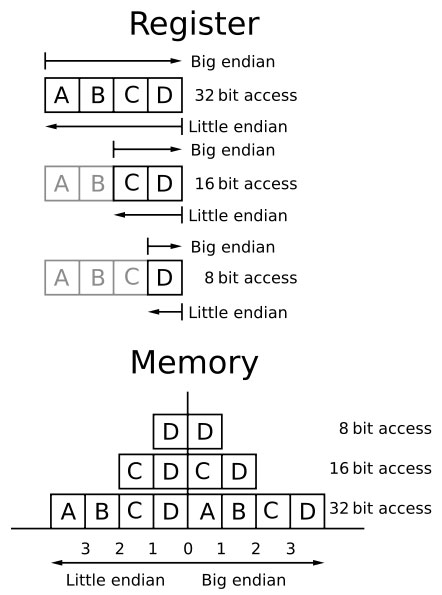 Register
Big endian
A B C D 32 bit access
Little endian
Big endian
A B C D 16 bit access
Little endian
Big endian
A B C D 8 bit access
Little endian
Memory
D D 8 bit access
C D C D 16 bit access
A B C D A B C D 32 bit access
3 2 1 0 1 2 3
Little endian Big endian